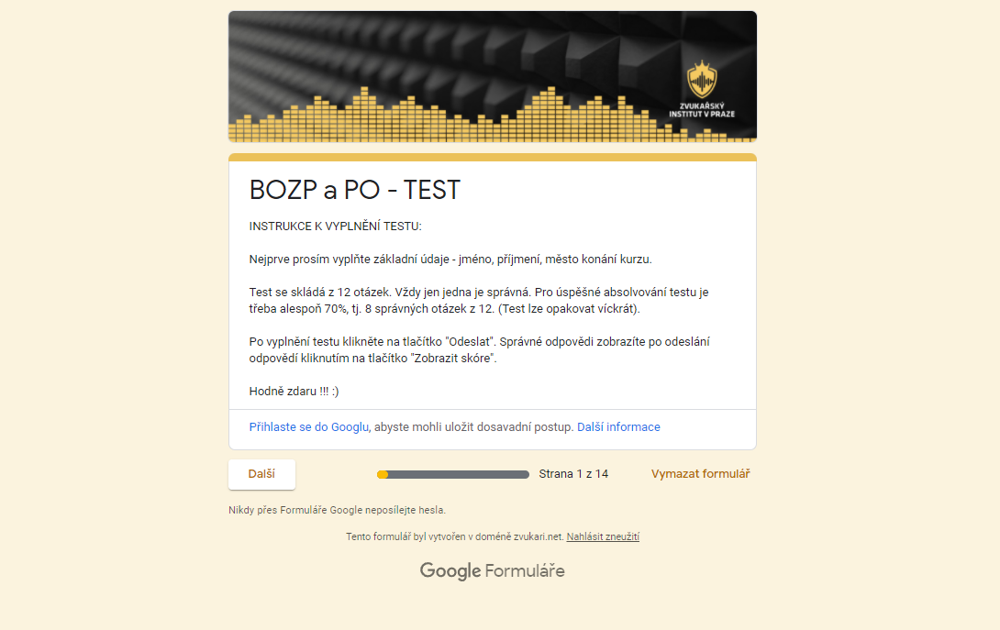 ZVUKAŘSKÝ
INSTITUT V PRAZE
BOZP a PO - TEST
INSTRUKCE K VYPLNĚNÍ TESTU:
Nejprve prosím vyplňte základní údaje - jméno, příjmení, město konání kurzu.
Test se skládá z 12 otázek. Vždy jen jedna je správná. Pro úspěšné absolvování testu je
třeba alespoň 70%, tj. 8 správných otázek z 12. (Test lze opakovat víckrát).
Po vyplnění testu klikněte na tlačítko "Odeslat". Správné odpovědi zobrazíte po odeslání
odpovědí kliknutím na tlačítko "Zobrazit skóre".
Hodně zdaru !!! :)
Přihlaste se do Googlu, abyste mohli uložit dosavadní postup. Další informace
Další
Strana 1 z 14
Vymazat formulář
Nikdy přes Formuláře Google neposílejte hesla.
Tento formulář byl vytvořen v doméně zvukari.net. Nahlásit zneužití
Google Formuláře